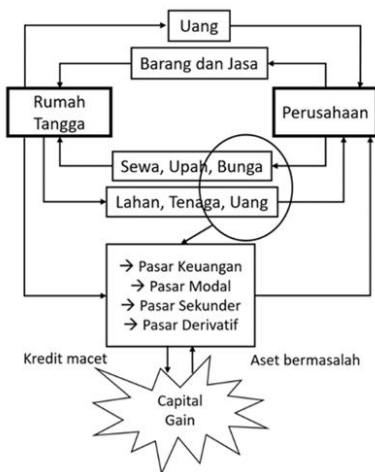 Uang
Barang dan Jasa
Rumah
Tangga
Perusahaan
Sewa, Upah, Bunga
Lahan, Tenaga, Uang
→ Pasar Keuangan
→ Pasar Modal
→ Pasar Sekunder
→ Pasar Derivatif
Kredit macet
Aset bermasalah
Capital
Gain